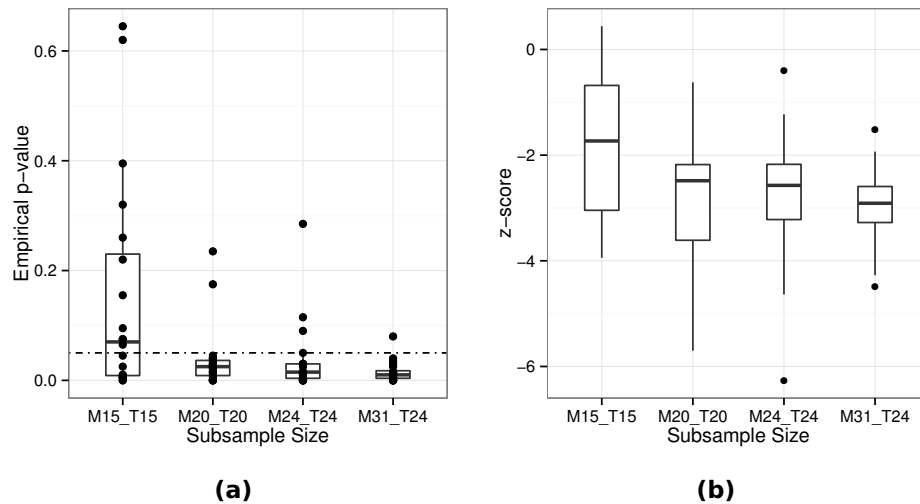 0.6
0.4
0.2
0.0
Empirical p−value
M15_T15 M20_T20 M24_T24 M31_T24
Subsample Size
(a)
0
−2
−4
−6
z−score
M15_T15 M20_T20 M24_T24 M31_T24
Subsample Size
(b)